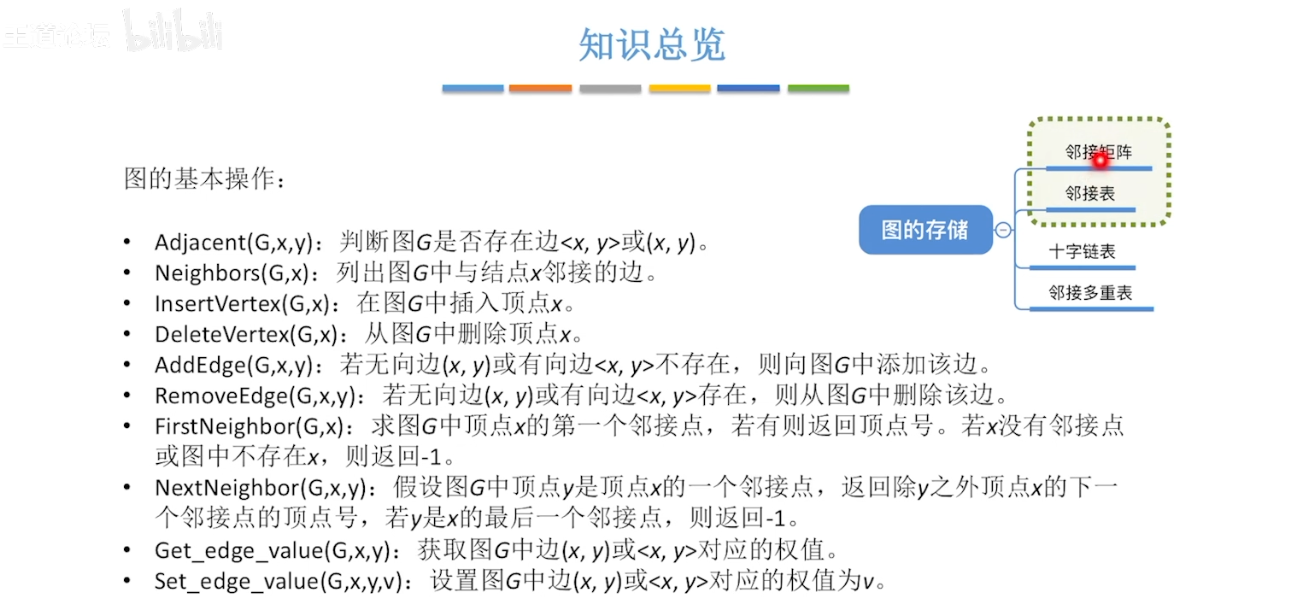 王道论坛 bilibili
知识总览
图的基本操作：
• Adjacent(G,x,y)：判断图G是否存在边<x, y>或(x, y)。
• Neighbors(G,x)：列出图G中与结点x邻接的边。
• InsertVertex(G,x)：在图G中插入顶点x。
• DeleteVertex(G,x)：从图G中删除顶点x。
• AddEdge(G,x,y)：若无向边(x, y)或有向边<x, y>不存在，则向图G中添加该边。
• RemoveEdge(G,x,y)：若无向边(x, y)或有向边<x, y>存在，则从图G中删除该边。
• FirstNeighbor(G,x)：求图G中顶点x的第一个邻接点，若有则返回顶点号。若x没有邻接点
或图中不存在x，则返回-1。
• NextNeighbor(G,x,y)：假设图G中顶点y是顶点x的一个邻接点，返回除y之外顶点x的下一
个邻接点的顶点号，若y是x的最后一个邻接点，则返回-1。
• Get_edge_value(G,x,y)：获取图G中边(x, y)或<x, y>对应的权值。
• Set_edge_value(G,x,y,v)：设置图G中边(x, y)或<x, y>对应的权值为v。
图的存储
邻接矩阵
邻接表
十字链表
邻接多重表